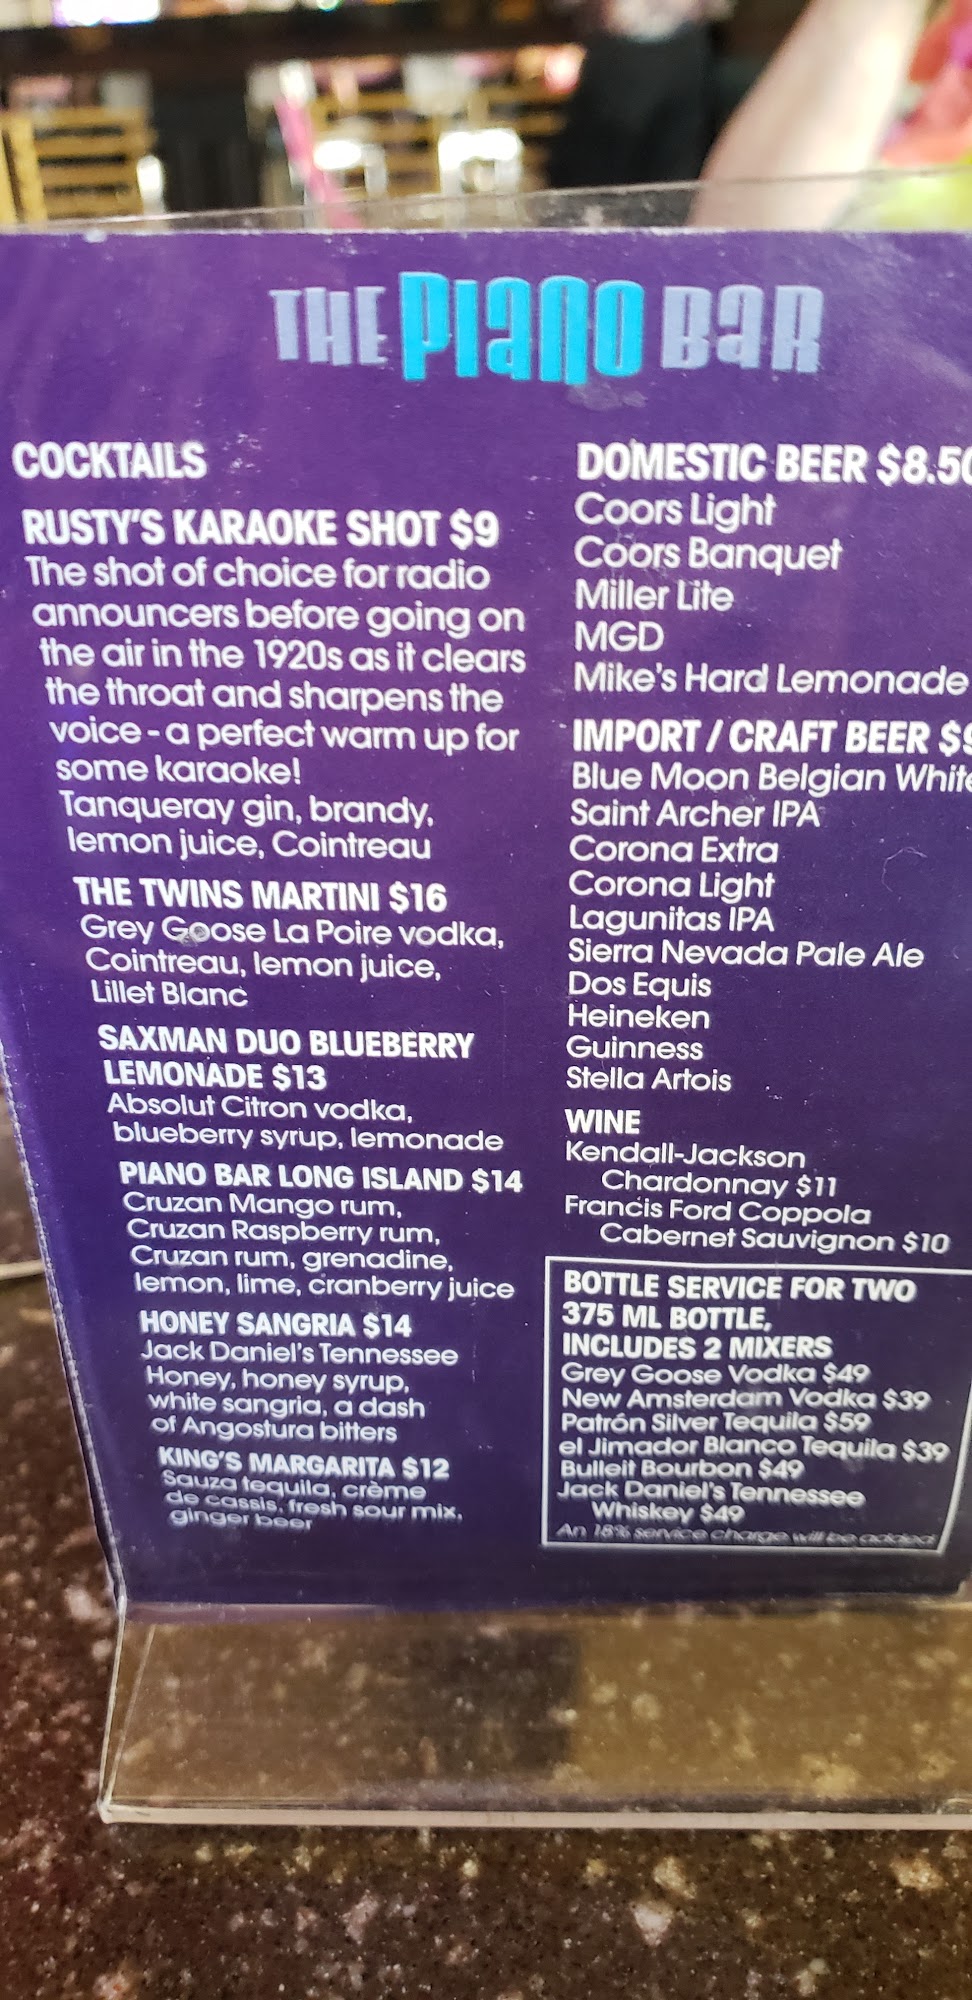 THE PIANO BAR
COCKTAILS
RUSTY'S KARAOKE SHOT $9
The shot of choice for radio
announcers before going on
the air in the 1920s as it clears
the throat and sharpens the
voice - a perfect warm up for
some karaoke!
Tanqueray gin, brandy,
lemon juice, Cointreau
THE TWINS MARTINI $16
Grey Goose La Poire vodka,
Cointreau, lemon juice,
Lillet Blanc
SAXMAN DUO BLUEBERRY
LEMONADE $13
Absolut Citron vodka,
blueberry syrup, lemonade
PIANO BAR LONG ISLAND $14
Cruzan Mango rum,
Cruzan Raspberry rum,
Cruzan rum, grenadine,
lemon, lime, cranberry juice
HONEY SANGRIA $14
Jack Daniel's Tennessee
Honey, honey syrup,
white sangria, a dash
of Angostura bitters
KING'S MARGARITA $12
Sauza tequila, crème
de cassis, fresh sour mix,
ginger beer
DOMESTIC BEER $8.50
Coors Light
Coors Banquet
Miller Lite
MGD
Mike's Hard Lemonade
IMPORT / CRAFT BEER
Blue Moon Belgian White
Saint Archer IPA
Corona Extra
Corona Light
Lagunitas IPA
Sierra Nevada Pale Ale
Dos Equis
Heineken
Guinness
Stella Artois
WINE
Kendall-Jackson
Chardonnay $11
Francis Ford Coppola
Cabernet Sauvignon $10
BOTTLE SERVICE FOR TWO
375 ML BOTTLE,
INCLUDES 2 MIXERS
Grey Goose Vodka $49
New Amsterdam Vodka $39
Patrón Silver Tequila $59
el Jimador Blanco Tequila $39
Bulleit Bourbon $49
Jack Daniel's Tennessee
Whiskey $49
An 18% service charge will be added